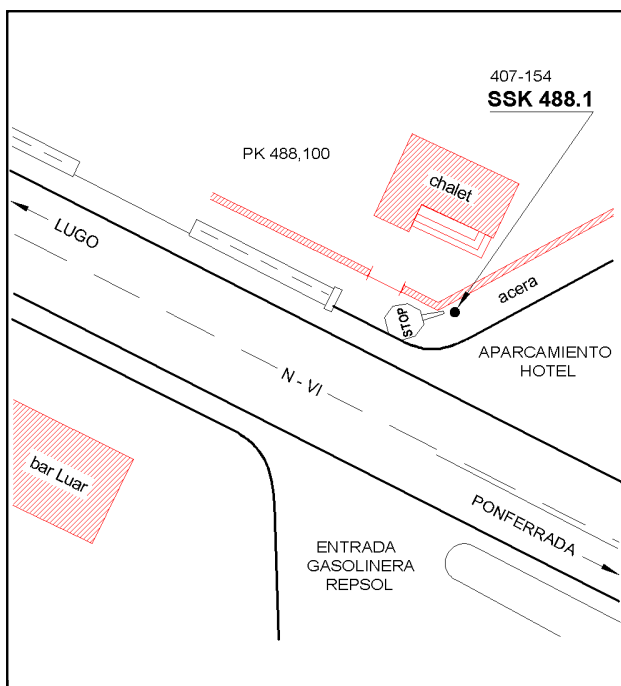 407-154
SSK 488.1
PK 488,100
chalet
LUGO
acera
STOP
APARCAMIENTO
HOTEL
N - VI
bar Luar
PONFERRADA
ENTRADA
GASOLINERA
REPSOL